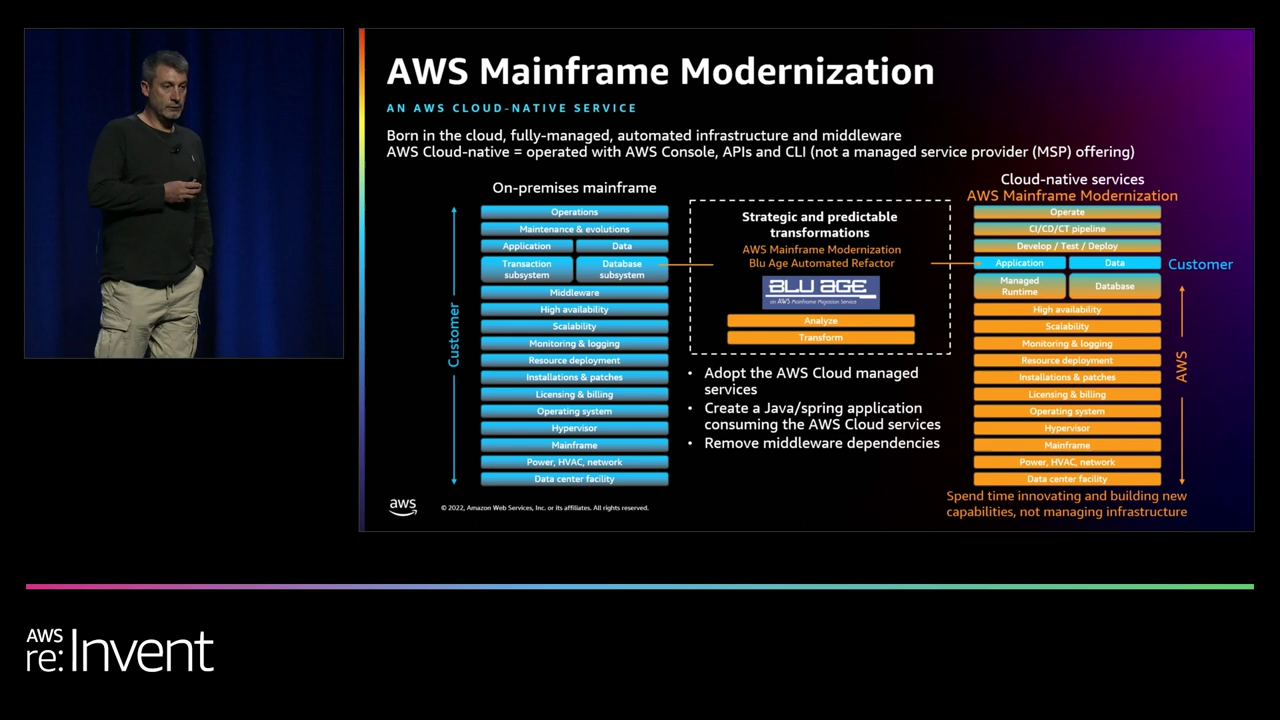 AWS Mainframe Modernization
AN AWS CLOUD-NATIVE SERVICE
Born in the cloud, fully-managed, automated infrastructure and middleware
AWS Cloud-native = operated with AWS Console, APIs and CLI (not a managed service provider (MSP) offering)
On-premises mainframe
Customer
Operations
Maintenance & evolutions
Application
Data
Transaction
subsystem
Database
subsystem
Middleware
High availability
Scalability
Monitoring & logging
Resource deployment
Installations & patches
Licensing & billing
Operating system
Hypervisor
Mainframe
Power, HVAC, network
Data center facility
Strategic and predictable
transformations
AWS Mainframe Modernization
Blu Age Automated Refactor
BLU AGE
an AWS Mainframe Migration Service
Analyze
Transform
• Adopt the AWS Cloud managed
services
• Create a Java/spring application
consuming the AWS Cloud services
• Remove middleware dependencies
Cloud-native services
AWS Mainframe Modernization
Operate
CI/CD/CT pipeline
Develop / Test / Deploy
Application
Data
Customer
Managed
Runtime
Database
High availability
Scalability
Monitoring & logging
Resource deployment
Installations & patches
Licensing & billing
Operating system
Hypervisor
Mainframe
Power, HVAC, network
Data center facility
AWS
Spend time innovating and building new
capabilities, not managing infrastructure
aws
© 2022, Amazon Web Services, Inc. or its affiliates. All rights reserved.
AWS
re:Invent